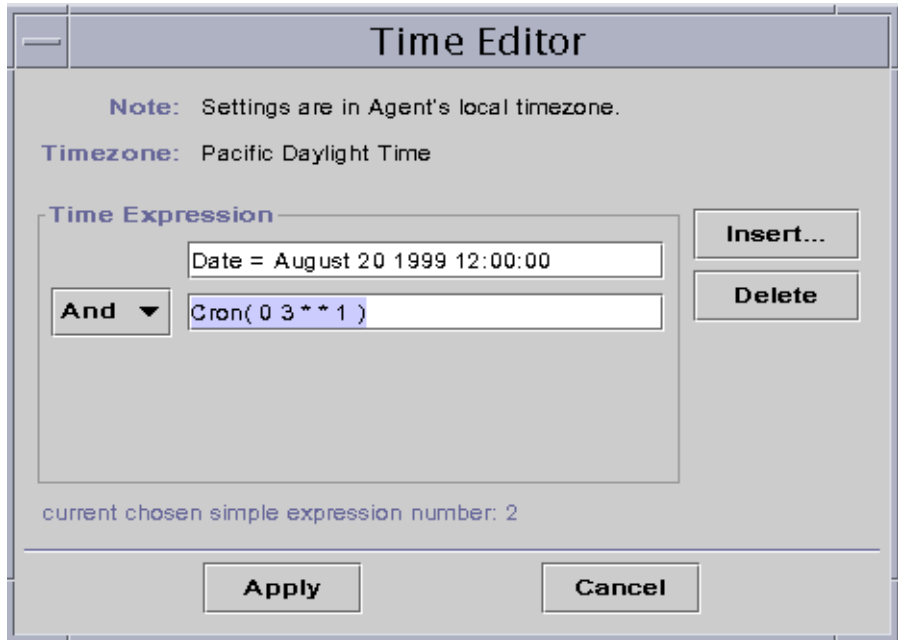 Time Editor
Note: Settings are in Agent's local timezone.
Timezone: Pacific Daylight Time
Time Expression
Insert...
Date = August 20 1999 12:00:00
Delete
And Cron( 0 3 * * 1 )
current chosen simple expression number: 2
Apply Cancel